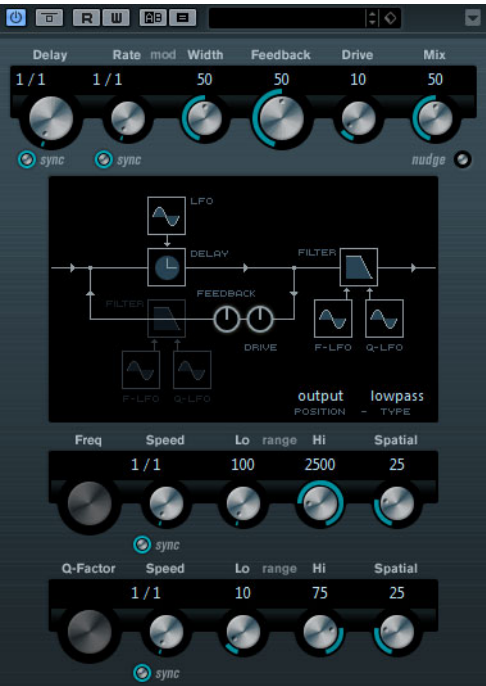 R W AB
Delay Rate mod Width Feedback Drive Mix
1 / 1 1 / 1 50 50 10 50
sync sync nudge
LFO
DELAY FILTER
FEEDBACK
FILTER
DRIVE F-LFO Q-LFO
F-LFO Q-LFO
output lowpass
POSITION – TYPE
Freq Speed Lo range Hi Spatial
1 / 1 100 2500 25
sync
Q-Factor Speed Lo range Hi Spatial
1 / 1 10 75 25
sync